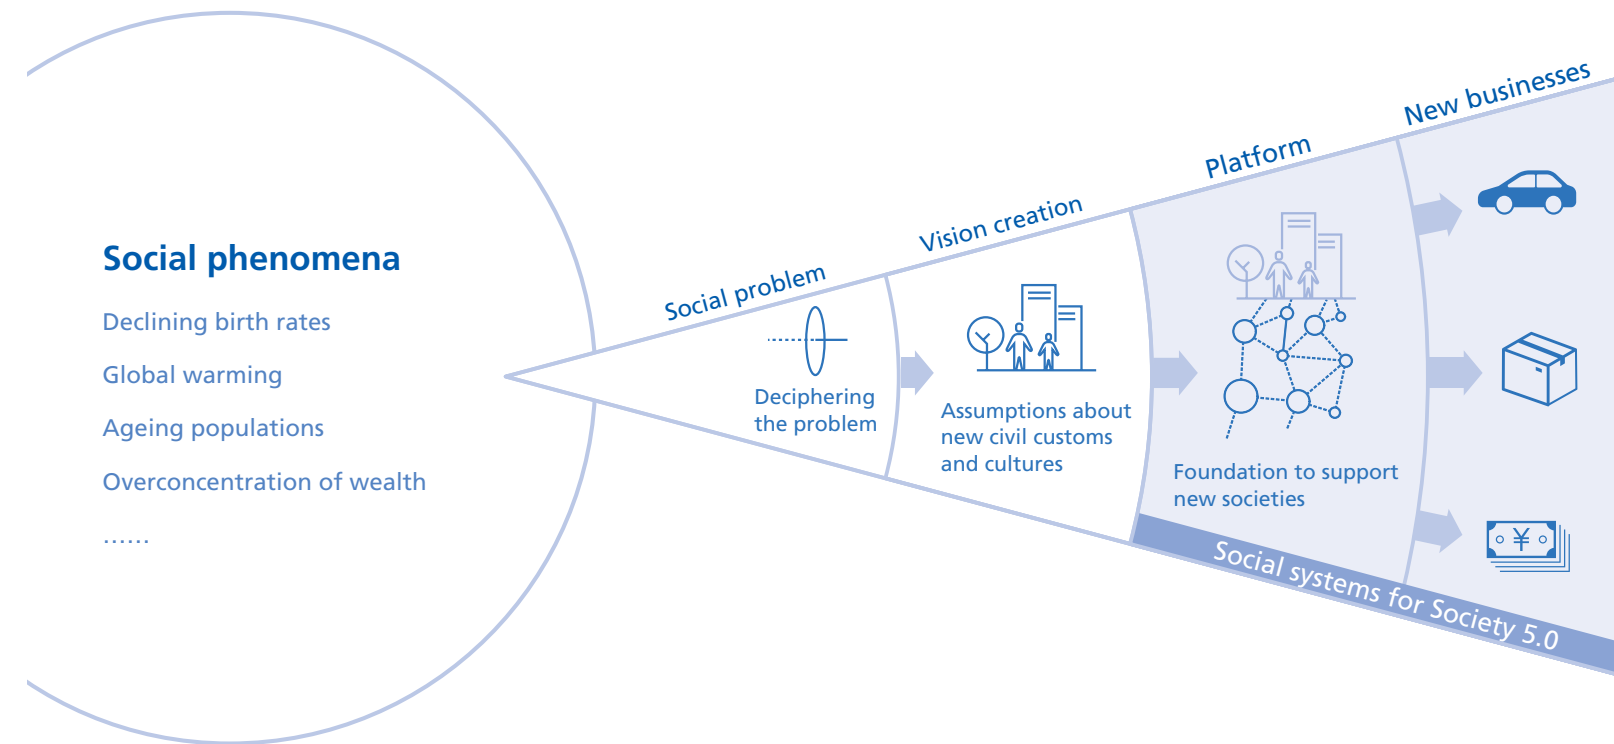 Social phenomena
Declining birth rates
Global warming
Ageing populations
Overconcentration of wealth
......
Social problem
Deciphering
the problem
Vision creation
Assumptions about
new civil customs
and cultures
Platform
Foundation to support
new societies
New businesses
¥
Social systems for Society 5.0